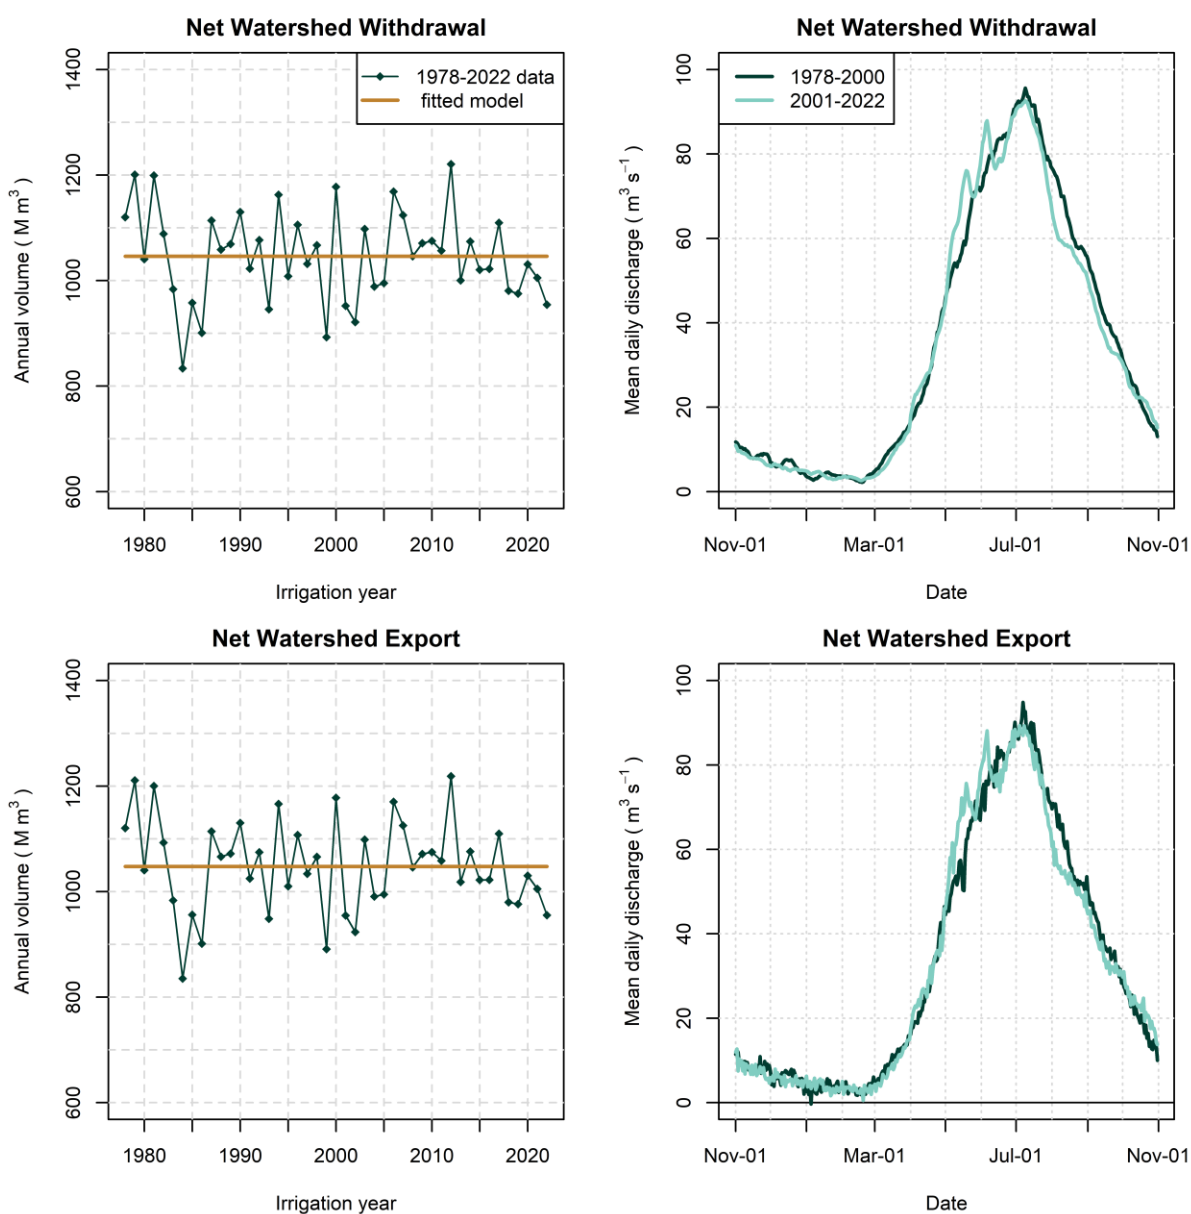 Net Watershed Withdrawal
Annual volume ( M m³ )
1400
1200
1000
800
600
1978-2022 data
fitted model
1980
1990
2000
2010
2020
Irrigation year
Net Watershed Withdrawal
Mean daily discharge ( m³ s⁻¹ )
100
80
60
40
20
0
1978-2000
2001-2022
Nov-01
Mar-01
Jul-01
Nov-01
Date
Net Watershed Export
Annual volume ( M m³ )
1400
1200
1000
800
600
1980
1990
2000
2010
2020
Irrigation year
Net Watershed Export
Mean daily discharge ( m³ s⁻¹ )
100
80
60
40
20
0
Nov-01
Mar-01
Jul-01
Nov-01
Date